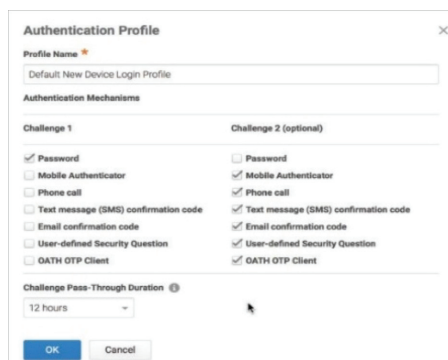 Authentication Profile
Profile Name *
Default New Device Login Profile
Authentication Mechanisms
Challenge 1
Challenge 2 (optional)
Password
Password
Mobile Authenticator
Mobile Authenticator
Phone call
Phone call
Text message (SMS) confirmation code
Text message (SMS) confirmation code
Email confirmation code
Email confirmation code
User-defined Security Question
User-defined Security Question
OATH OTP Client
OATH OTP Client
Challenge Pass-Through Duration
12 hours
OK
Cancel